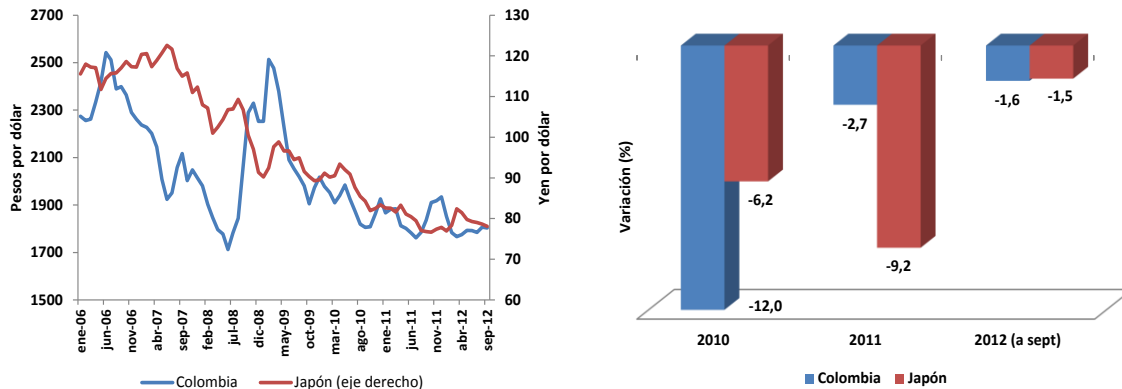 Pesos por dólar
2700
2500
2300
2100
1900
1700
1500
130
120
110
100
90
80
70
60
Yen por dólar
ene-06
jun-06
nov-06
abr-07
sep-07
feb-08
jul-08
dic-08
may-09
oct-09
mar-10
ago-10
ene-11
jun-11
nov-11
abr-12
sep-12
Colombia
Japón (eje derecho)
Variación (%)
-12,0
-6,2
-2,7
-9,2
-1,6
-1,5
2010
2011
2012 (a sept)
Colombia
Japón